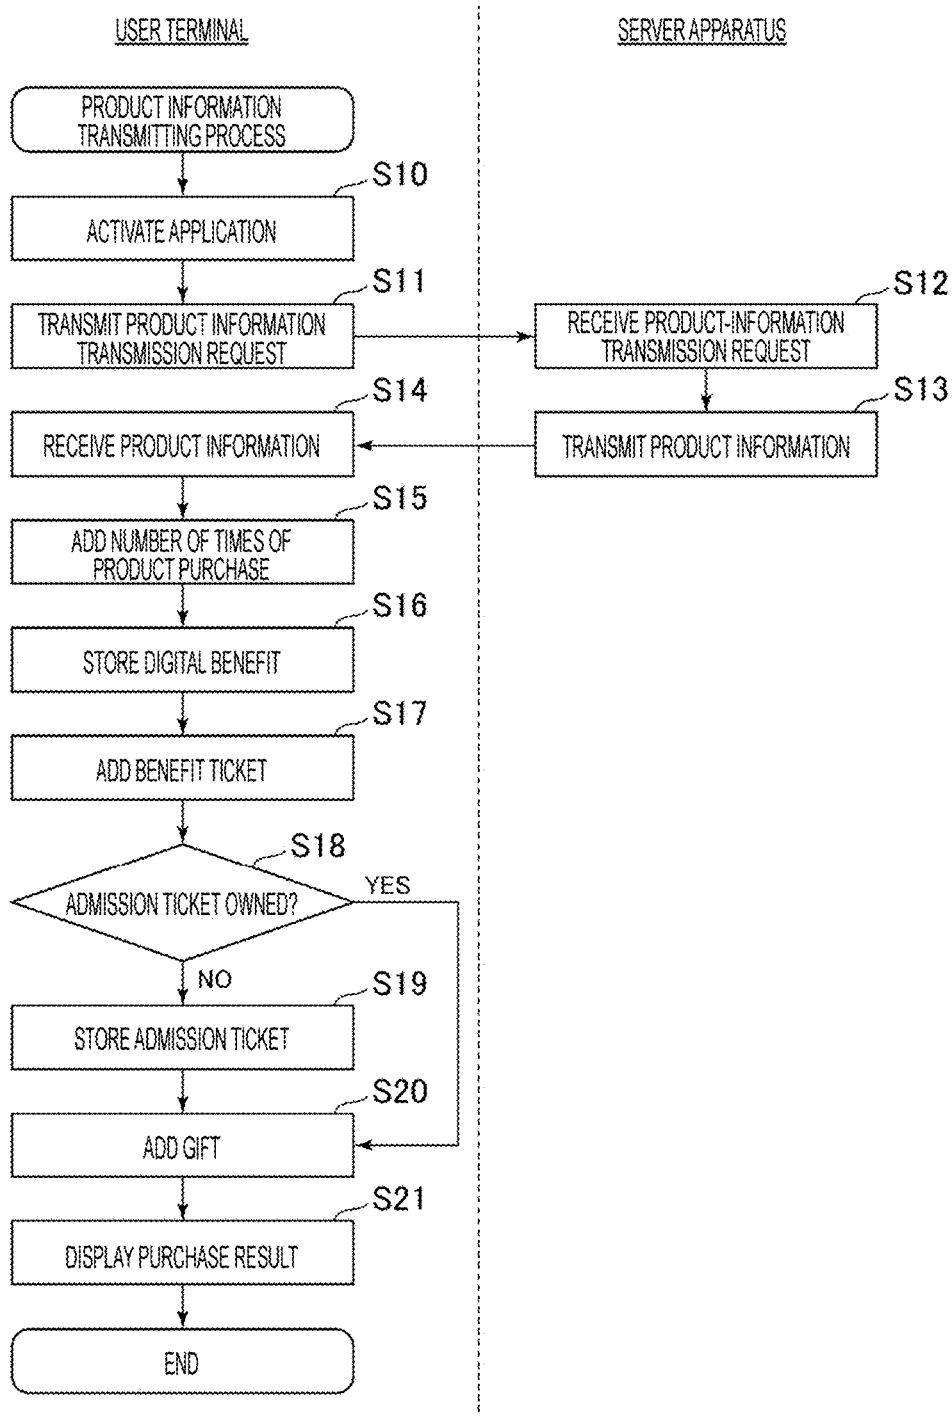 USER TERMINAL
SERVER APPARATUS
PRODUCT INFORMATION
TRANSMITTING PROCESS
S10
ACTIVATE APPLICATION
S11
TRANSMIT PRODUCT INFORMATION
TRANSMISSION REQUEST
S12
RECEIVE PRODUCT-INFORMATION
TRANSMISSION REQUEST
S13
TRANSMIT PRODUCT INFORMATION
S14
RECEIVE PRODUCT INFORMATION
S15
ADD NUMBER OF TIMES OF
PRODUCT PURCHASE
S16
STORE DIGITAL BENEFIT
S17
ADD BENEFIT TICKET
S18
ADMISSION TICKET OWNED?
YES
NO
S19
STORE ADMISSION TICKET
S20
ADD GIFT
S21
DISPLAY PURCHASE RESULT
END